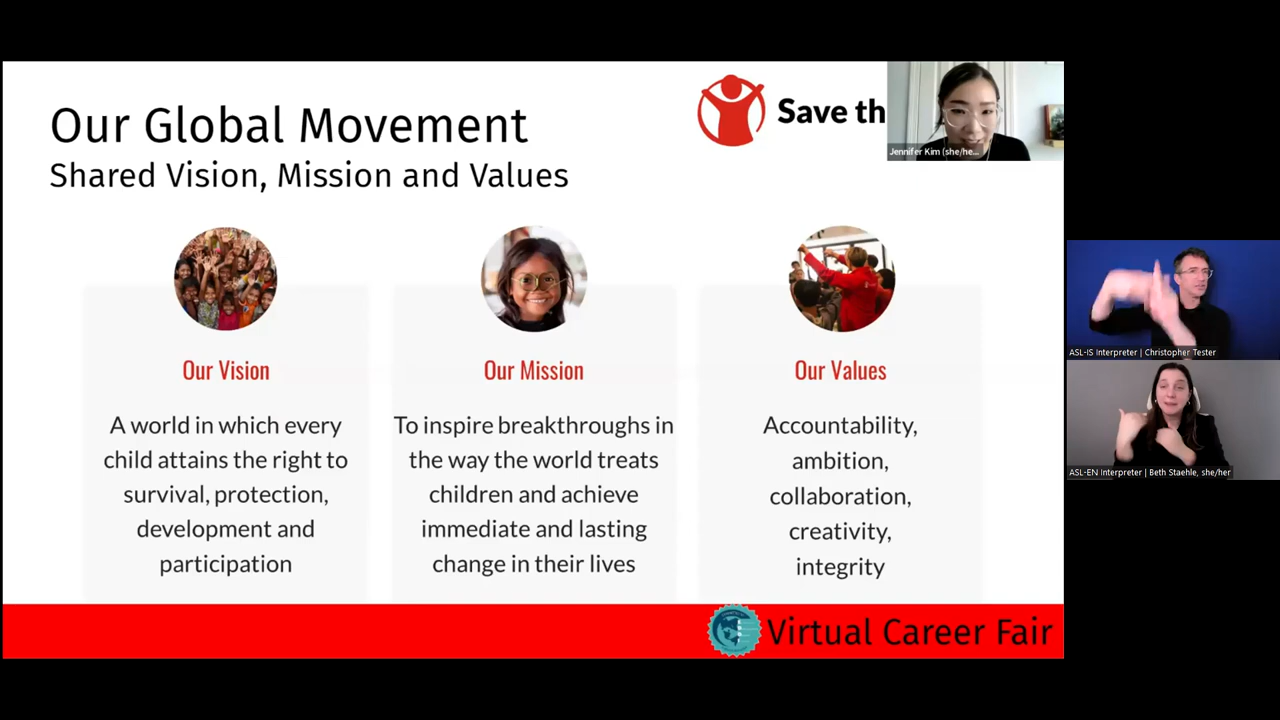 Our Global Movement
Shared Vision, Mission and Values
Save th
Jennifer Kim (she/he...
Our Vision
A world in which every
child attains the right to
survival, protection,
development and
participation
Our Mission
To inspire breakthroughs in
the way the world treats
children and achieve
immediate and lasting
change in their lives
Our Values
Accountability,
ambition,
collaboration,
creativity,
integrity
Virtual Career Fair
ASL-IS Interpreter | Christopher Tester
ASL-EN Interpreter | Beth Staehle, she/her